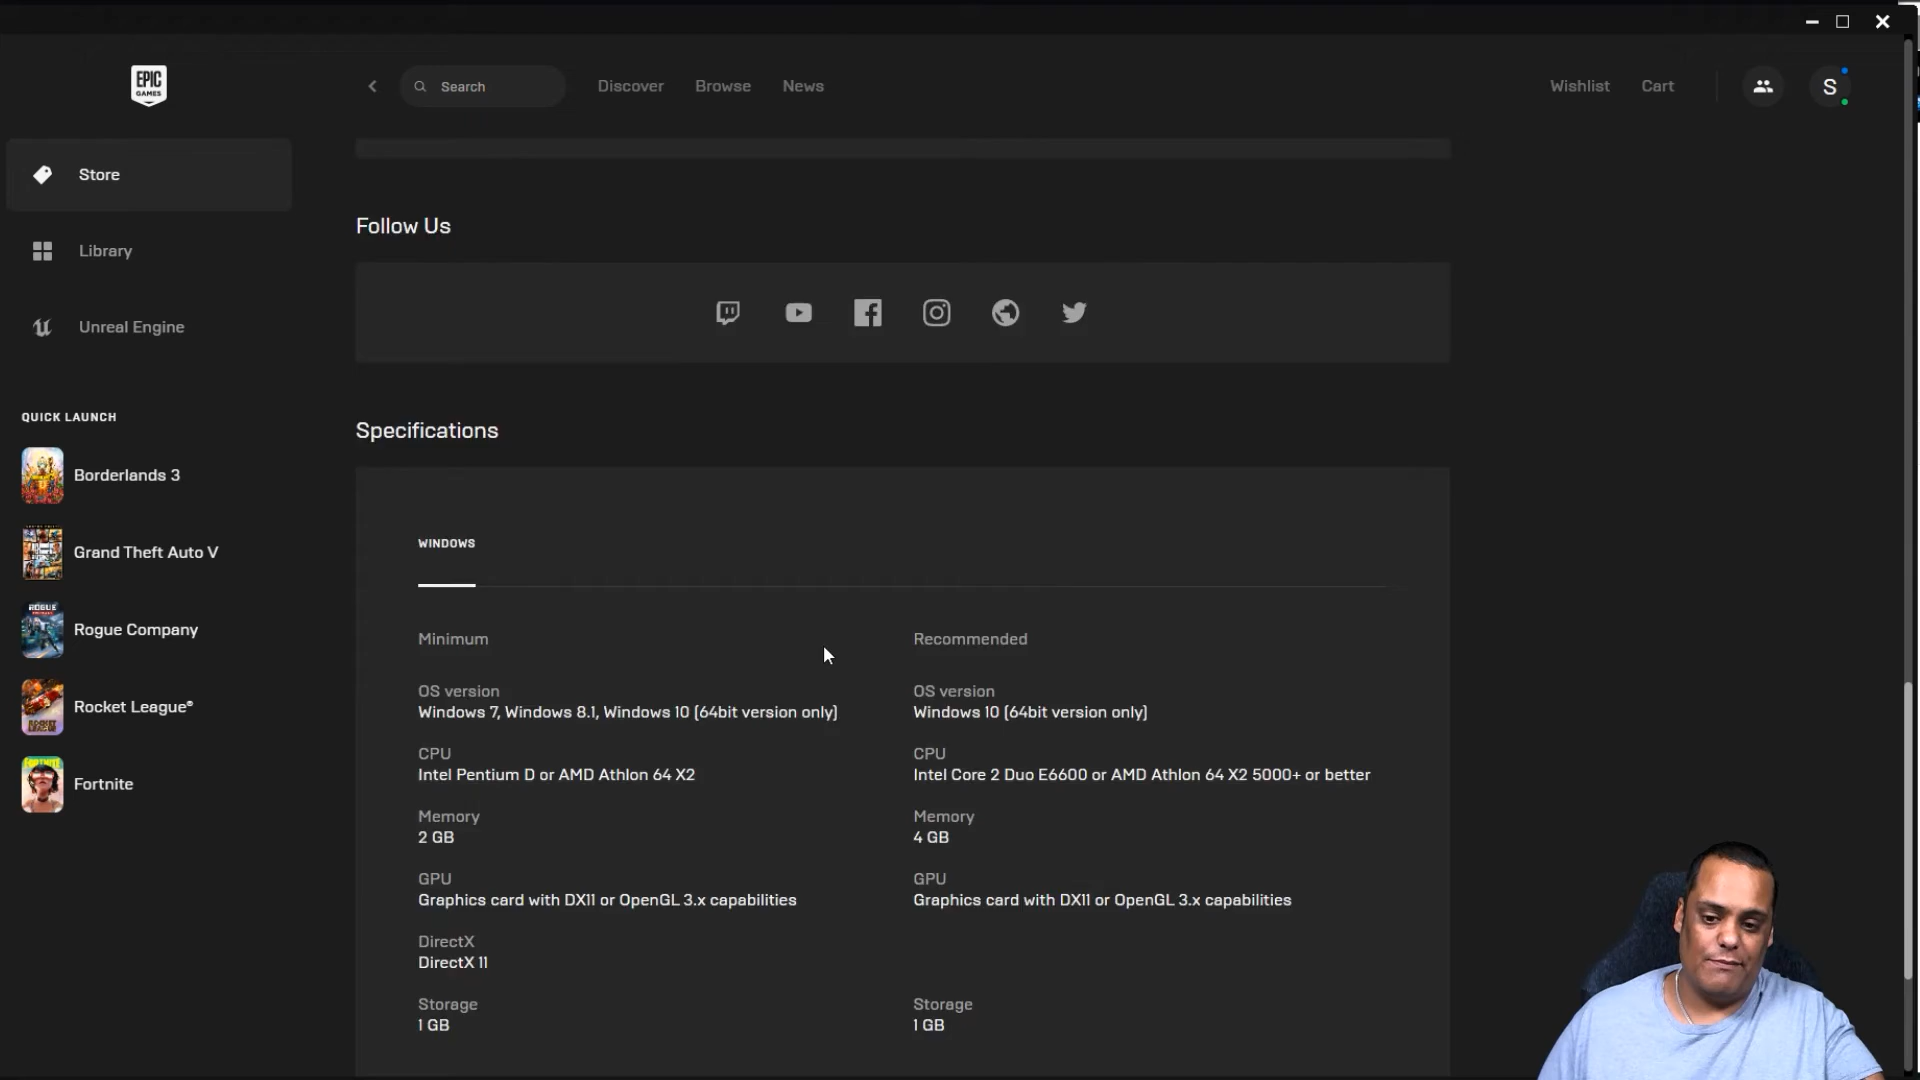 EPIC
GAMES
Search
Discover
Browse
News
Wishlist
Cart
S
Store
Library
Unreal Engine
QUICK LAUNCH
Borderlands 3
Grand Theft Auto V
ROGUE
Rogue Company
ROCKET
LEAGUE
Rocket League®
FORTNITE
Fortnite
Follow Us
Specifications
WINDOWS
Minimum
Recommended
OS version
Windows 7, Windows 8.1, Windows 10 (64bit version only)
OS version
Windows 10 (64bit version only)
CPU
Intel Pentium D or AMD Athlon 64 X2
CPU
Intel Core 2 Duo E6600 or AMD Athlon 64 X2 5000+ or better
Memory
2 GB
Memory
4 GB
GPU
Graphics card with DX11 or OpenGL 3.x capabilities
GPU
Graphics card with DX11 or OpenGL 3.x capabilities
DirectX
DirectX 11
Storage
1 GB
Storage
1 GB